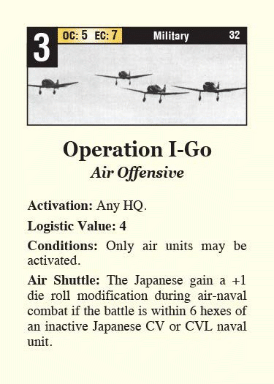 3 OC: 5 EC: 7 Military 32
Operation I-Go
Air Offensive
Activation: Any HQ.
Logistic Value: 4
Conditions: Only air units may be
activated.
Air Shuttle: The Japanese gain a +1
die roll modification during air-naval
combat if the battle is within 6 hexes of
an inactive Japanese CV or CVL naval
unit.